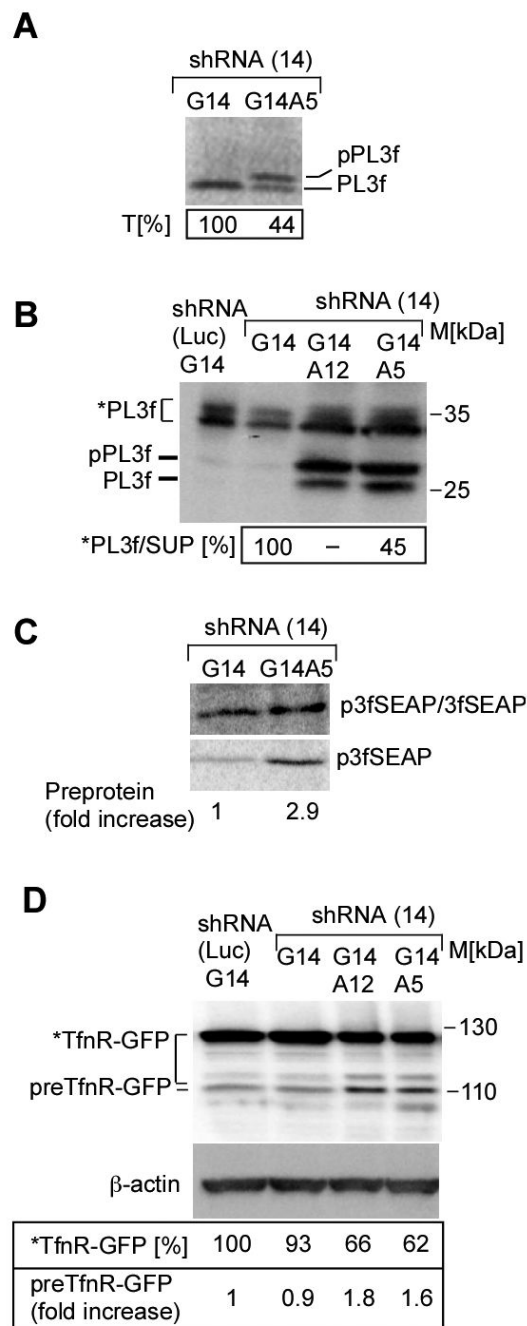 A
shRNA (14)
G14 G14A5
pPL3f
PL3f
T[%] 100 44
B
shRNA (Luc) G14
shRNA (14)
G14 G14 A12 G14 A5
M[kDa]
*PL3f
pPL3f
PL3f
–35
–25
*PL3f/SUP [%] 100 – 45
C
shRNA (14)
G14 G14A5
p3fSEAP/3fSEAP
p3fSEAP
Preprotein
(fold increase) 1 2.9
D
shRNA (Luc) G14
shRNA (14)
G14 G14 A12 G14 A5
M[kDa]
*TfnR-GFP
preTfnR-GFP
–130
–110
β-actin
*TfnR-GFP [%] 100 93 66 62
preTfnR-GFP
(fold increase) 1 0.9 1.8 1.6